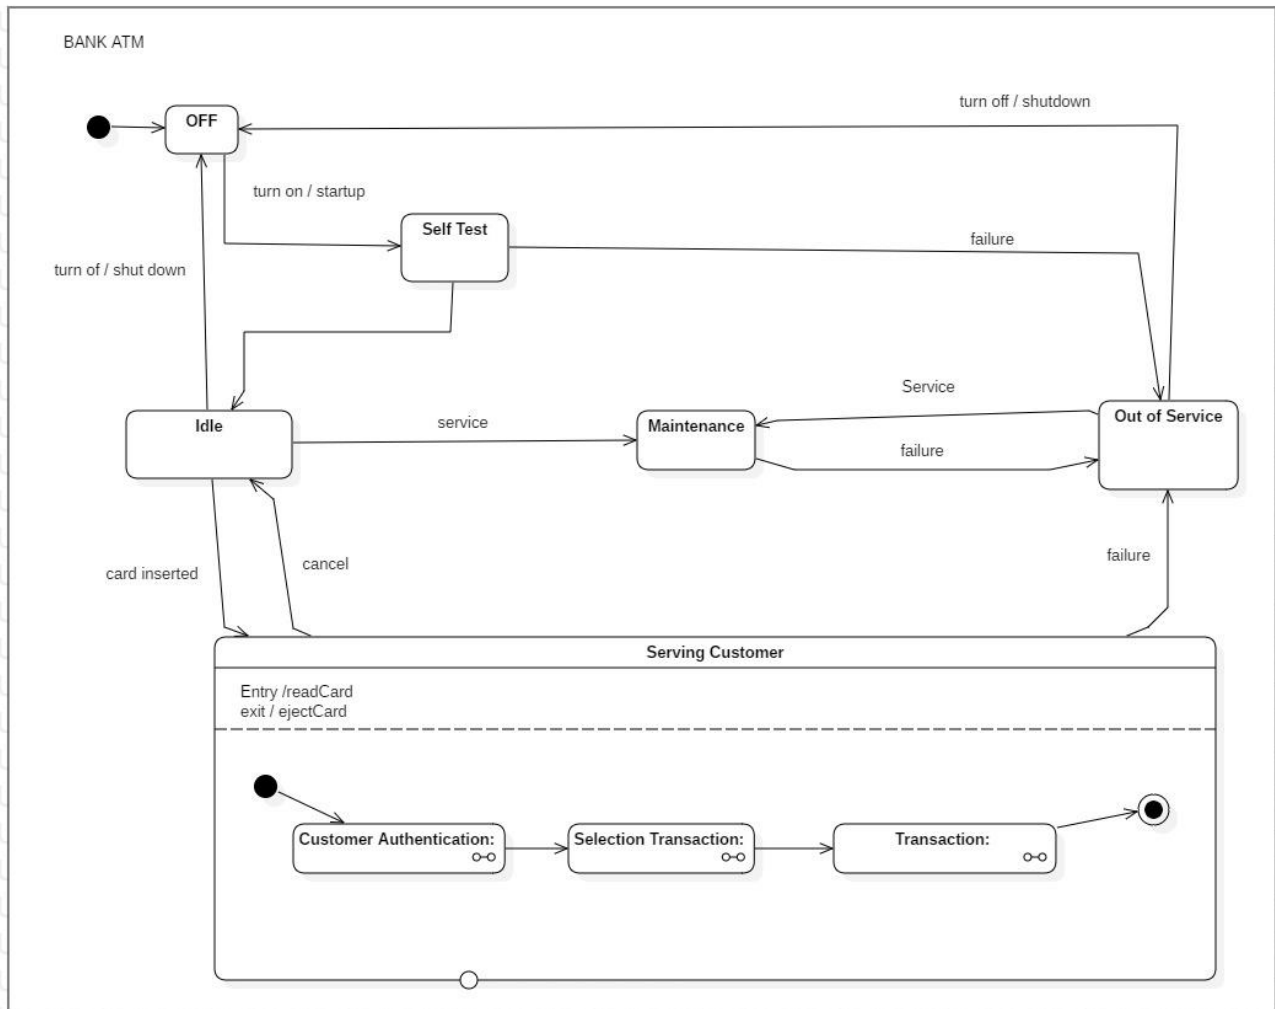 BANK ATM
turn off / shutdown
OFF
turn on / startup
Self Test
failure
turn of / shut down
Service
Idle
service
Maintenance
Out of Service
failure
failure
cancel
card inserted
Serving Customer
Entry /readCard
exit / ejectCard
Customer Authentication:
Selection Transaction:
Transaction: